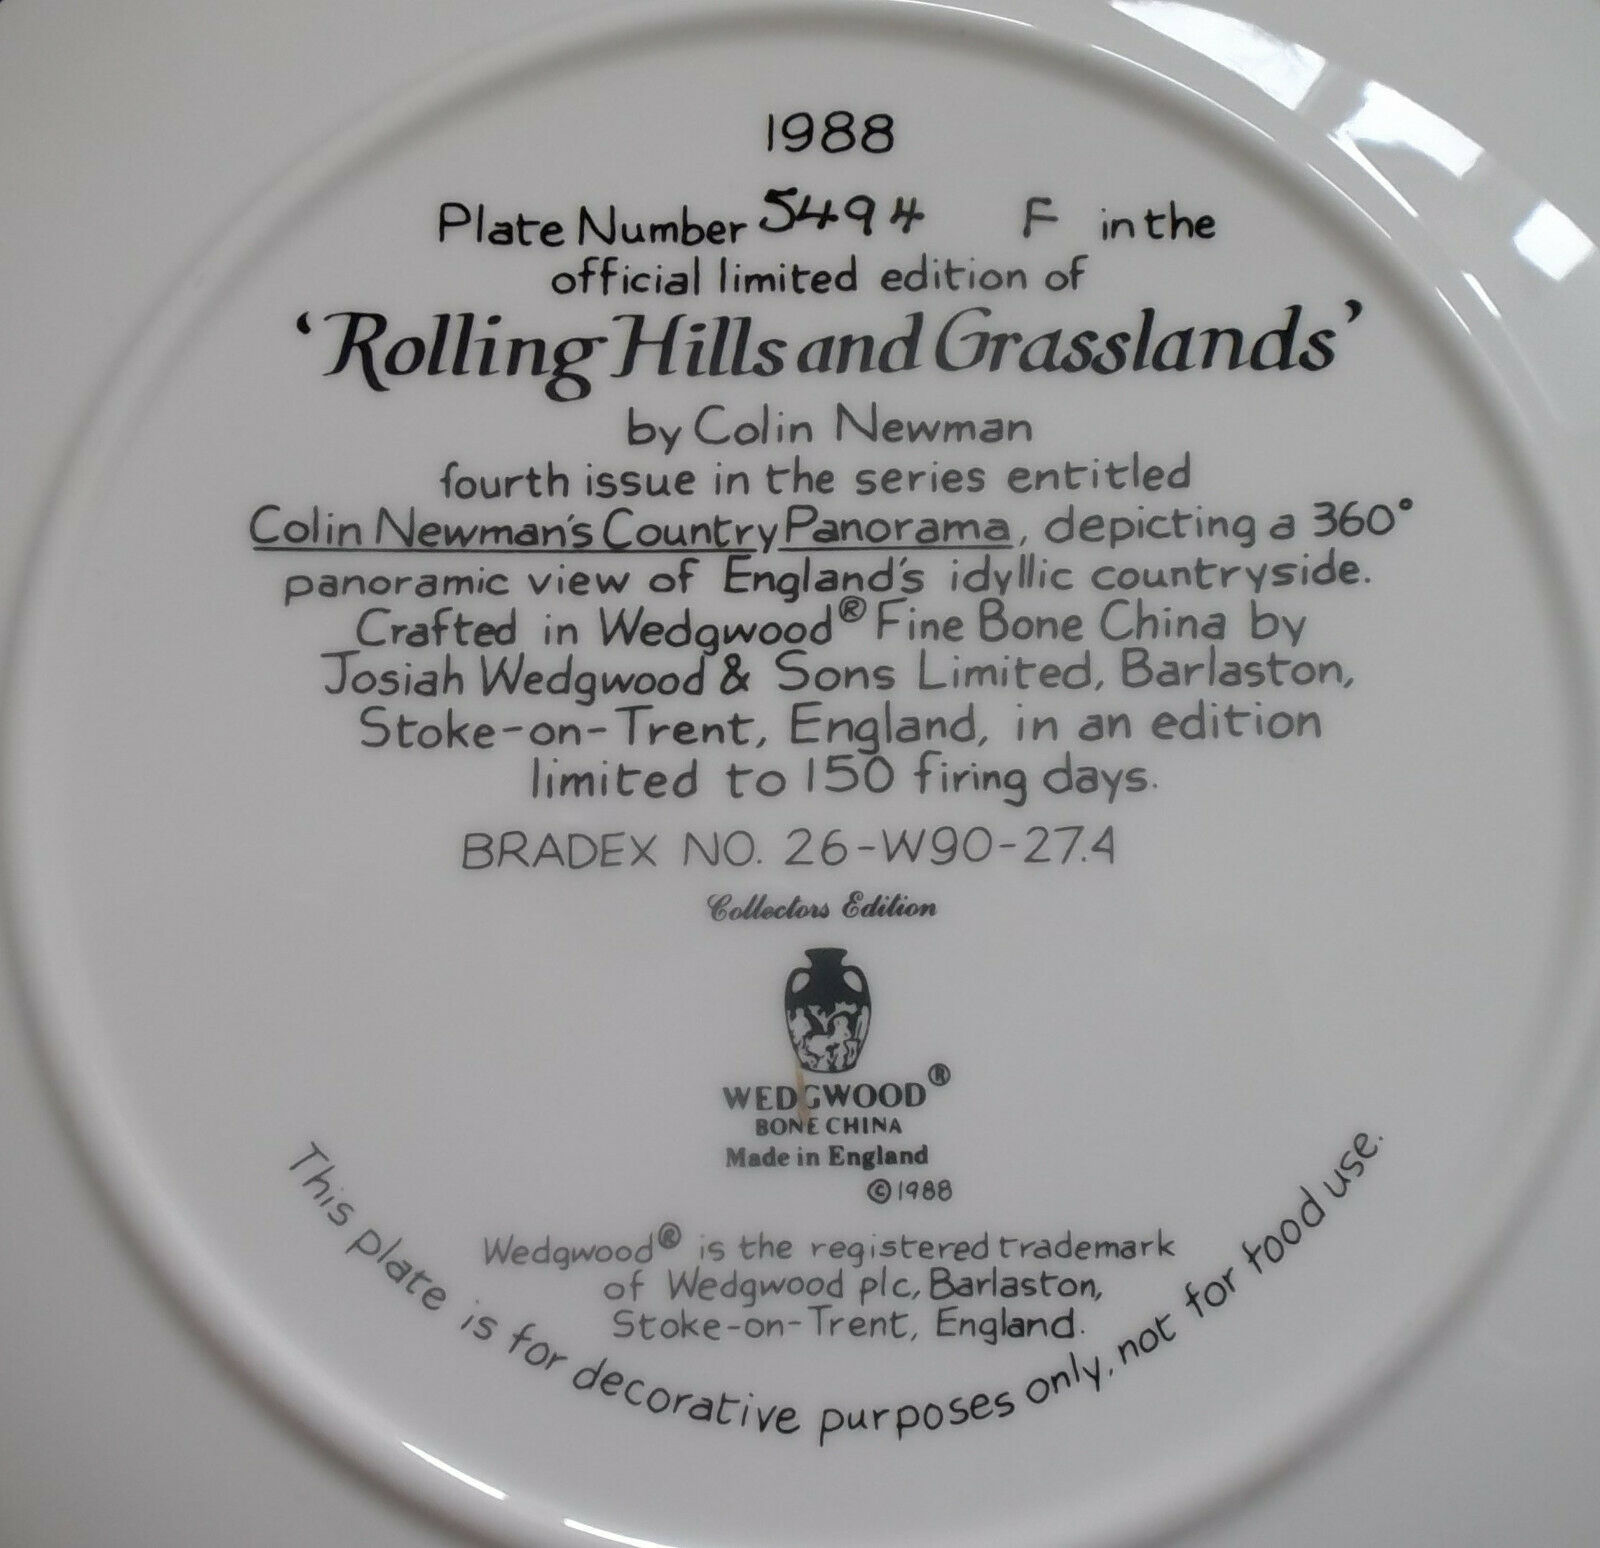 1988
Plate Number 5494 F in the
official limited edition of
‘Rolling Hills and Grasslands’
by Colin Newman
fourth issue in the series entitled
Colin Newman's Country Panorama, depicting a 360°
panoramic view of England's idyllic countryside.
Crafted in Wedgwood® Fine Bone China by
Josiah Wedgwood & Sons Limited, Barlaston,
Stoke-on-Trent, England, in an edition
limited to 150 firing days.
BRADEX NO. 26-W90-27.4
Collectors Edition
WEDGWOOD®
BONE CHINA
Made in England
©1988
Wedgwood® is the registered trademark
of Wedgwood plc, Barlaston,
Stoke-on-Trent, England.
This plate is for decorative purposes only, not for food use.